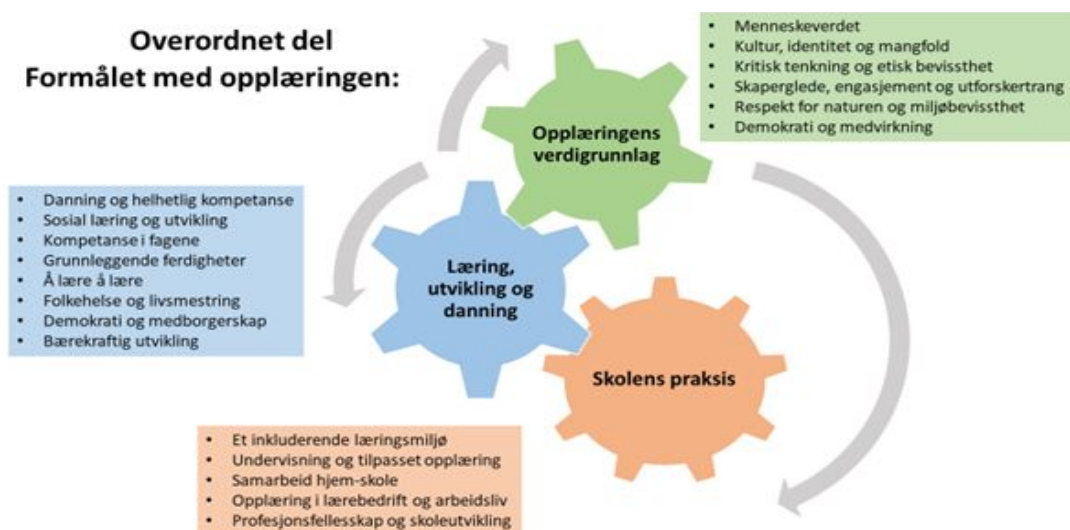 Overordnet del
Formålet med opplæringen:
• Menneskeverdet
• Kultur, identitet og mangfold
• Kritisk tenkning og etisk bevissthet
• Skaperglede, engasjement og utforskertrang
• Respekt for naturen og miljøbevissthet
• Demokrati og medvirkning
Opplæringens
verdigrunnlag
• Danning og helhetlig kompetanse
• Sosial læring og utvikling
• Kompetanse i fagene
• Grunnleggende ferdigheter
• Å lære å lære
• Folkehelse og livsmestring
• Demokrati og medborgerskap
• Bærekraftig utvikling
Læring,
utvikling og
danning
Skolens praksis
• Et inkluderende læringsmiljø
• Undervisning og tilpasset opplæring
• Samarbeid hjem-skole
• Opplæring i lærebedrift og arbeidsliv
• Profesjonsfellesskap og skoleutvikling